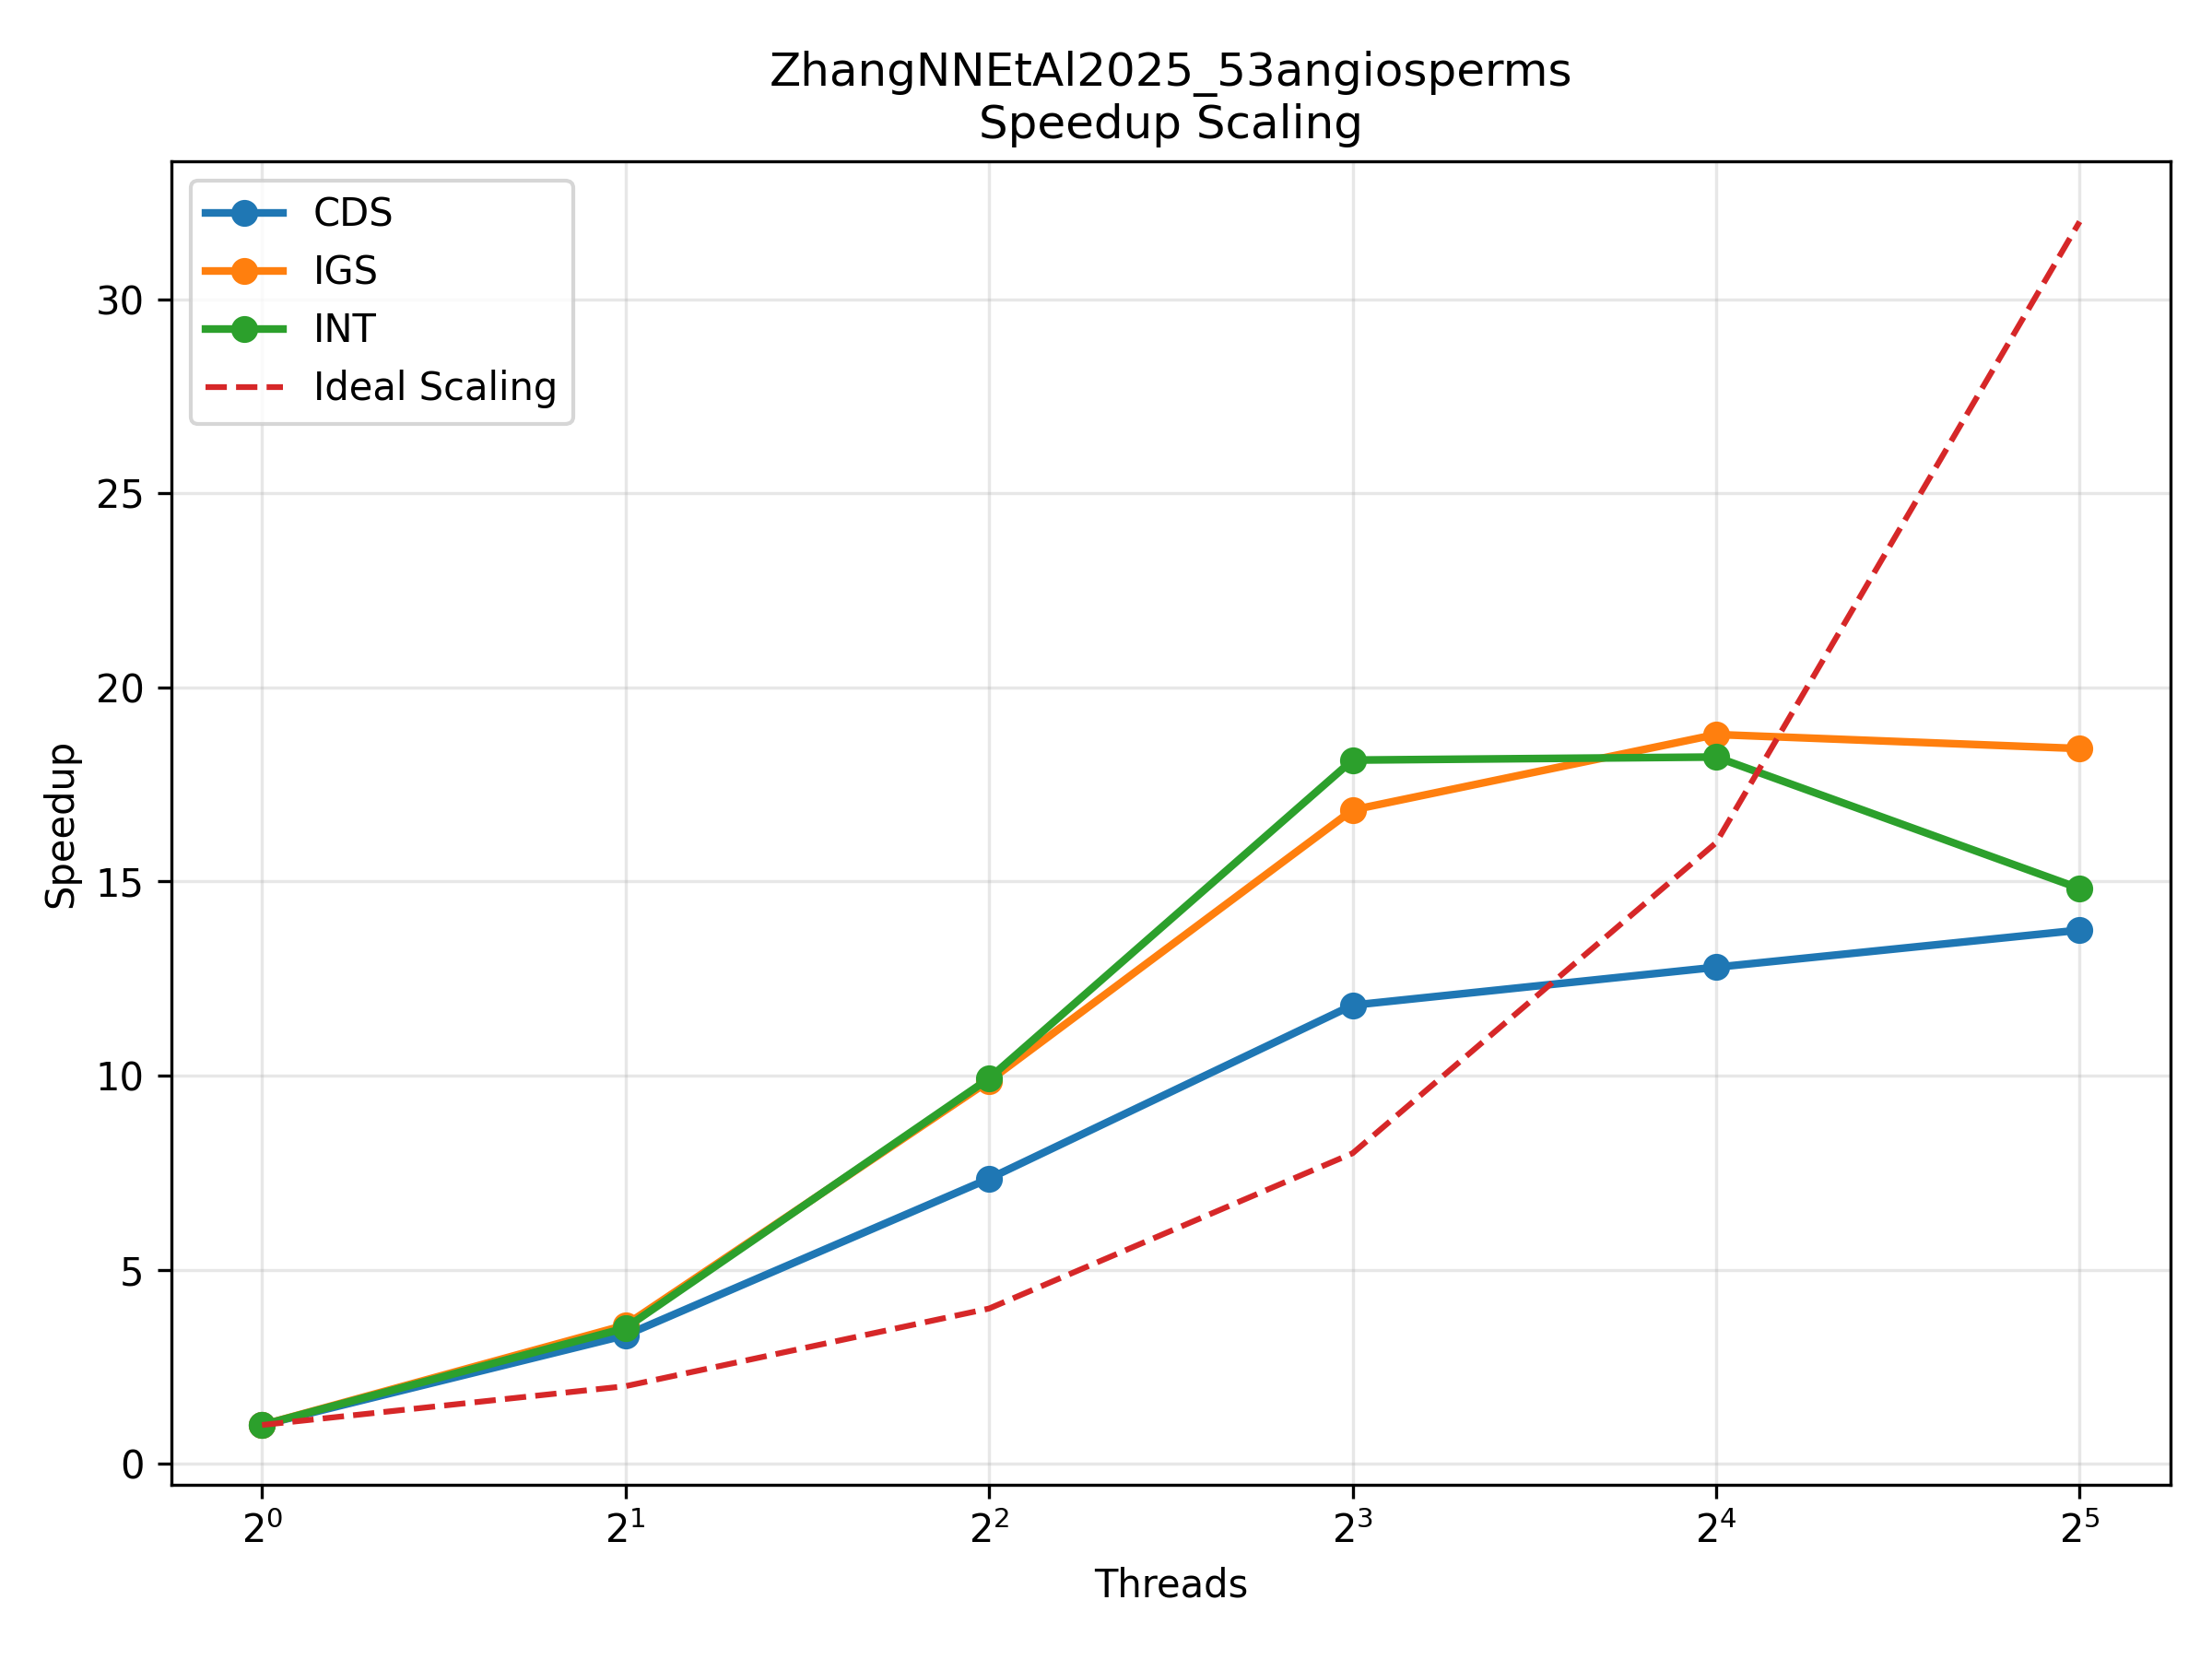 ZhangNNEtAl2025_53angiosperms
Speedup Scaling
CDS
IGS
INT
Ideal Scaling
Speedup
30
25
20
15
10
5
0
2⁰ 2¹ 2² 2³ 2⁴ 2⁵
Threads